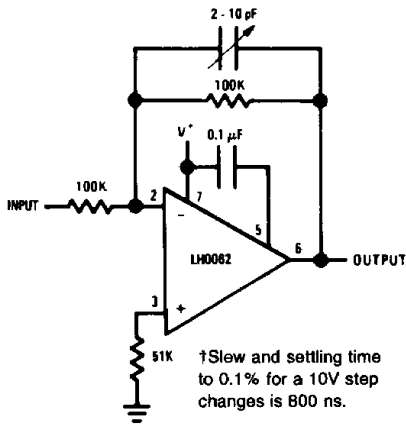 2 - 10 pF
100K
V+
0.1 μF
100K
INPUT
2
7
5
6
OUTPUT
LH0062
3
51K
†Slew and settling time
to 0.1% for a 10V step
changes is 800 ns.